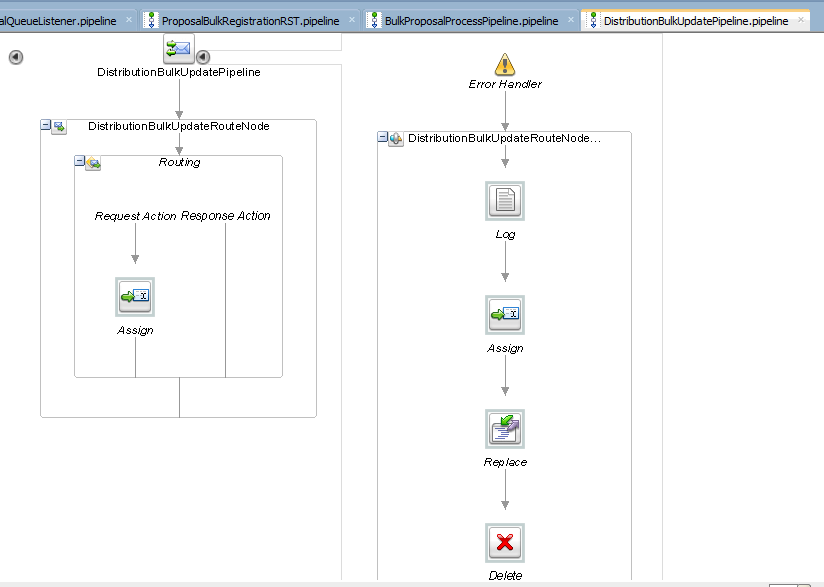 alQueueListener.pipeline
ProposalBulkRegistrationRST.pipeline
BulkProposalProcessPipeline.pipeline
DistributionBulkUpdatePipeline.pipeline
DistributionBulkUpdatePipeline
DistributionBulkUpdateRouteNode
Routing
Request Action Response Action
Assign
Error Handler
DistributionBulkUpdateRouteNode...
Log
Assign
Replace
Delete